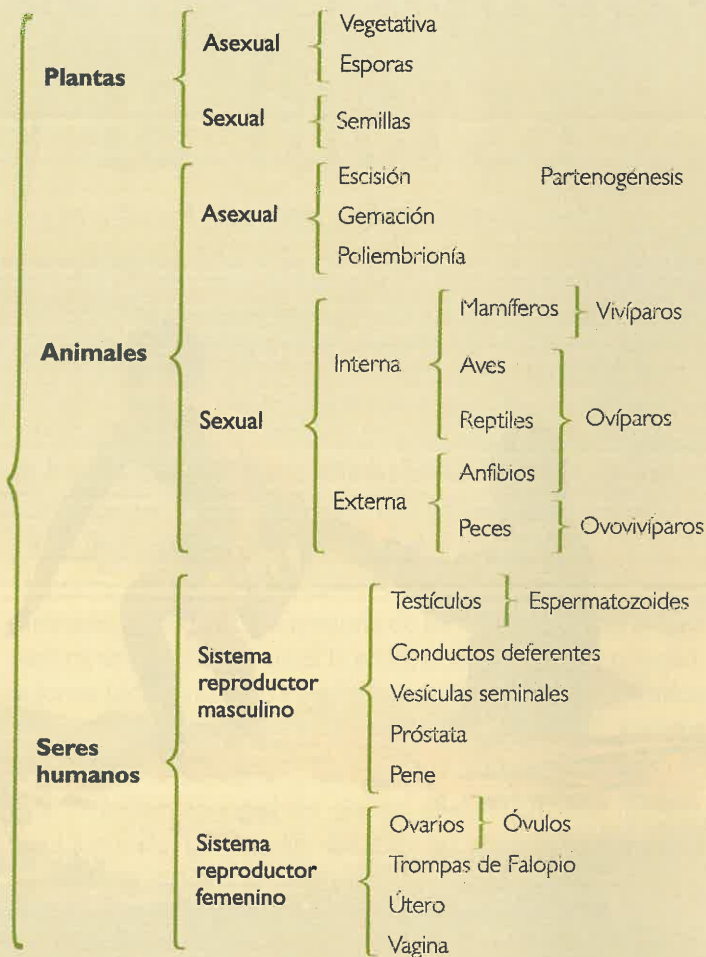 Plantas
Asexual
Vegetativa
Esporas
Sexual
Semillas
Animales
Asexual
Escisión
Partenogénesis
Gemación
Poliembrionía
Sexual
Interna
Mamíferos
Vivíparos
Aves
Reptiles
Ovíparos
Externa
Anfibios
Peces
Ovovivíparos
Seres
humanos
Sistema
reproductor
masculino
Testículos
Espermatozoides
Conductos deferentes
Vesículas seminales
Próstata
Pene
Sistema
reproductor
femenino
Ovarios
Óvulos
Trompas de Falopio
Útero
Vagina